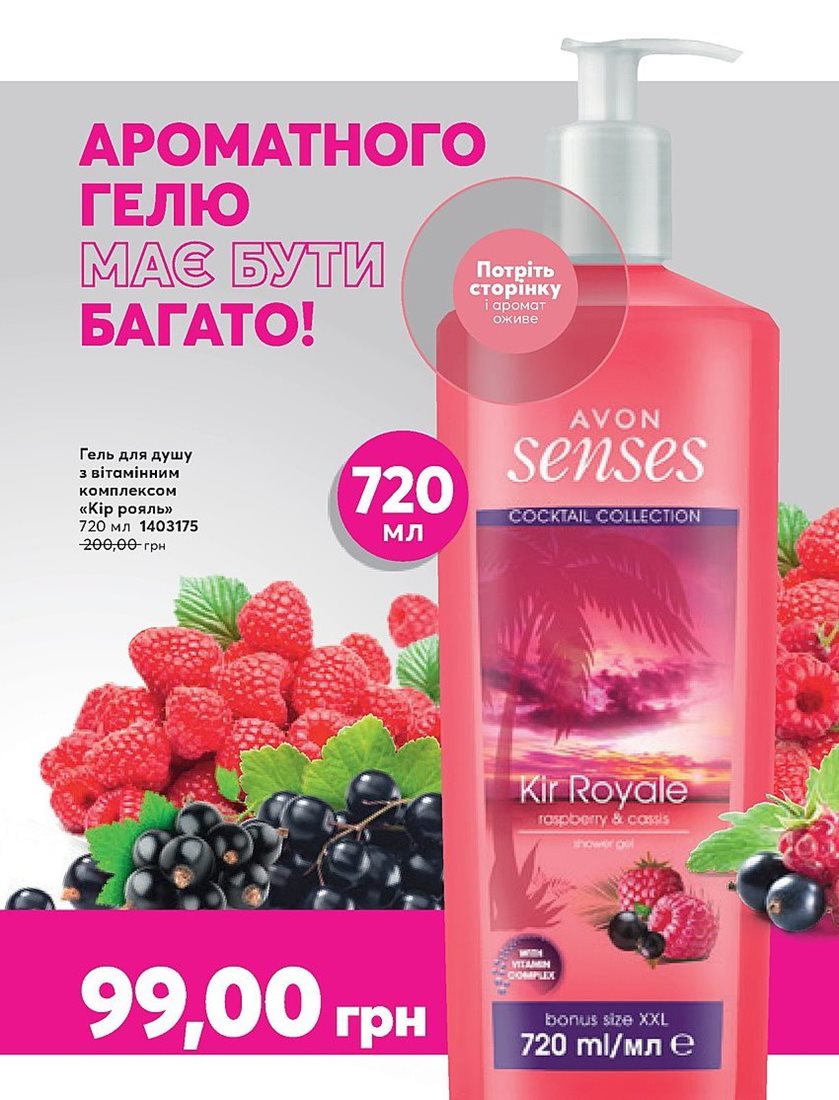 АРОМАТНОГО
ГЕЛЮ
МАЄ БУТИ
БАГАТО!
Потріть
сторінку
і аромат
оживе
Гель для душу
з вітамінним
комплексом
«Кір рояль»
720 мл 1403175
200,00 грн
720
МЛ
AVON
senses
COCKTAIL COLLECTION
Kir Royale
raspberry & cassis
shower gel
WITH
VITAMIN
COMPLEX
bonus size XXL
720 ml/мл e
99,00 грн